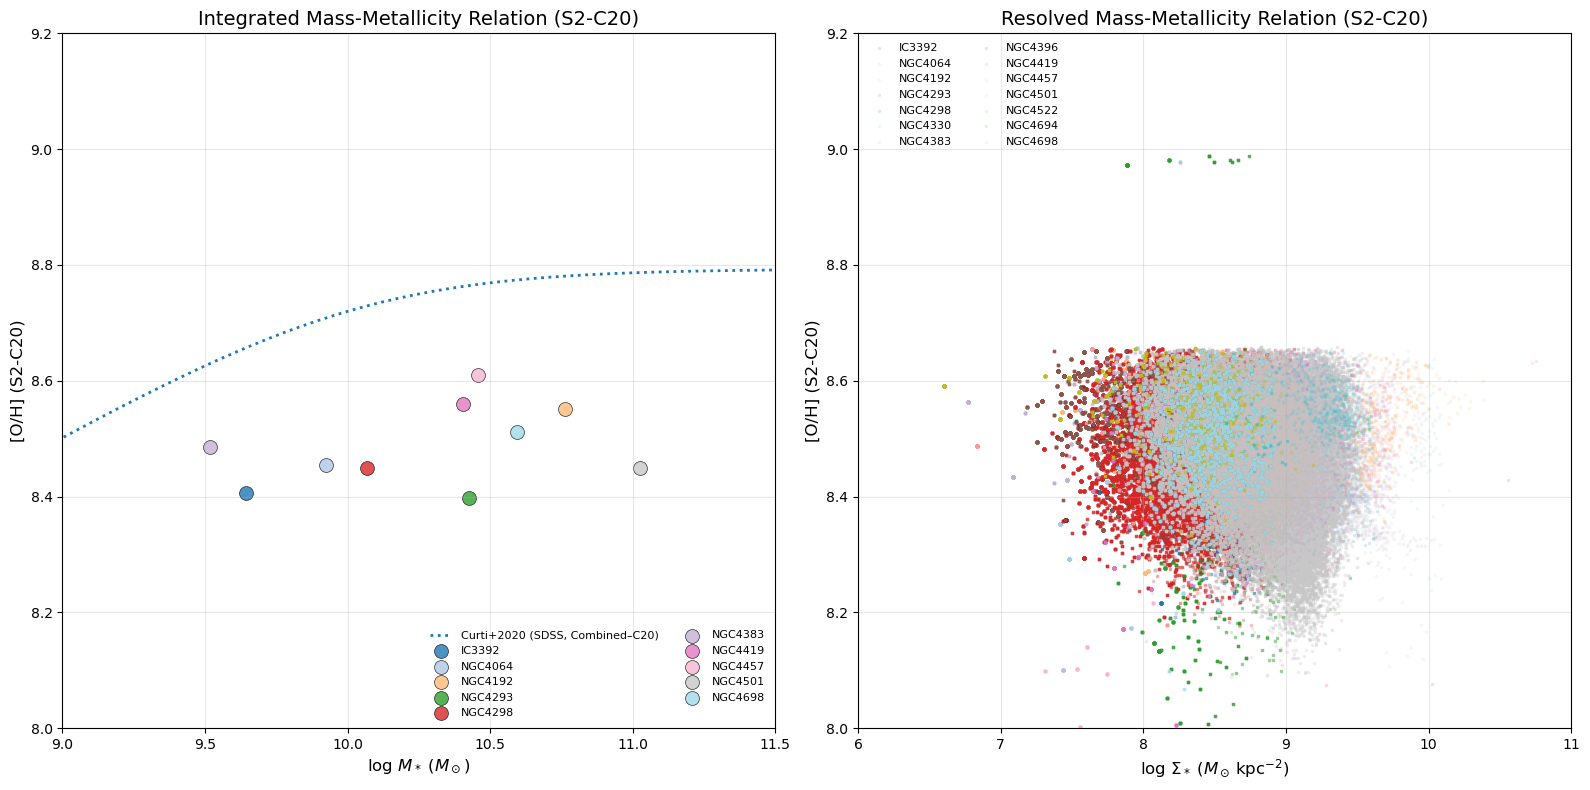 Integrated Mass-Metallicity Relation (S2-C20)
[O/H] (S2-C20)
9.2
9.0
8.8
8.6
8.4
8.2
8.0
9.0
9.5
10.0
10.5
11.0
11.5
log M* (M⊙)
Curti+2020 (SDSS, Combined–C20)
IC3392
NGC4064
NGC4192
NGC4293
NGC4298
NGC4383
NGC4419
NGC4457
NGC4501
NGC4698
Resolved Mass-Metallicity Relation (S2-C20)
[O/H] (S2-C20)
9.2
9.0
8.8
8.6
8.4
8.2
8.0
6
7
8
9
10
11
log Σ* (M⊙ kpc⁻²)
IC3392
NGC4064
NGC4192
NGC4293
NGC4298
NGC4330
NGC4383
NGC4396
NGC4419
NGC4457
NGC4501
NGC4522
NGC4694
NGC4698